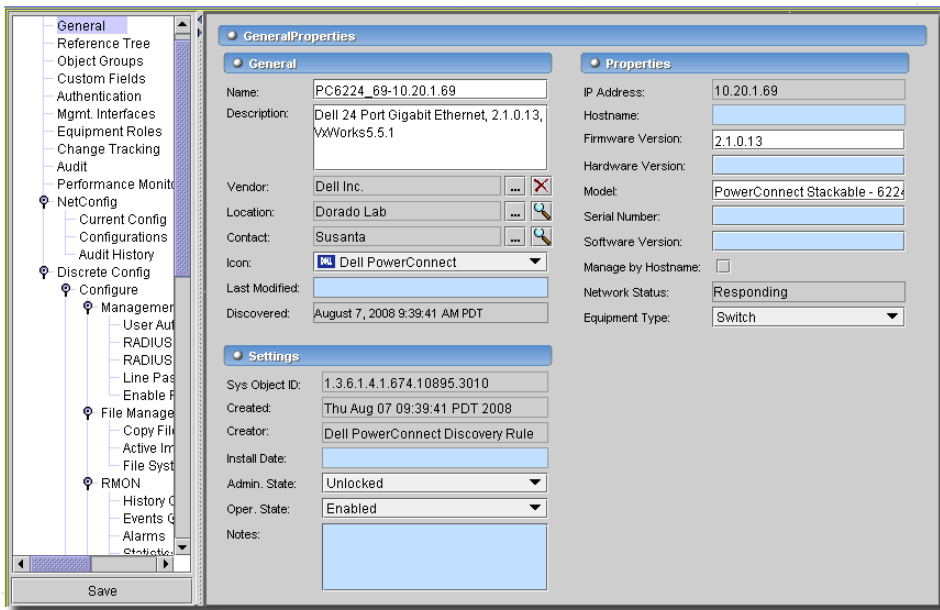 General
Reference Tree
Object Groups
Custom Fields
Authentication
Mgmt. Interfaces
Equipment Roles
Change Tracking
Audit
Performance Monito
NetConfig
Current Config
Configurations
Audit History
Discrete Config
Configure
Managemer
User Aut
RADIUS
RADIUS
Line Pas
Enable P
File Manage
Copy File
Active Im
File Syst
RMON
History C
Events C
Alarms
Statistic
Save
GeneralProperties
General
Name: PC6224_69-10.20.1.69
Description: Dell 24 Port Gigabit Ethernet, 2.1.0.13,
VxWorks5.5.1
Vendor: Dell Inc. ...
Location: Dorado Lab ...
Contact: Susanta ...
Icon: DELL Dell PowerConnect
Last Modified:
Discovered: August 7, 2008 9:39:41 AM PDT
Settings
Sys Object ID: 1.3.6.1.4.1.674.10895.3010
Created: Thu Aug 07 09:39:41 PDT 2008
Creator: Dell PowerConnect Discovery Rule
Install Date:
Admin. State: Unlocked
Oper. State: Enabled
Notes:
Properties
IP Address: 10.20.1.69
Hostname:
Firmware Version: 2.1.0.13
Hardware Version:
Model: PowerConnect Stackable - 6224
Serial Number:
Software Version:
Manage by Hostname:
Network Status: Responding
Equipment Type: Switch